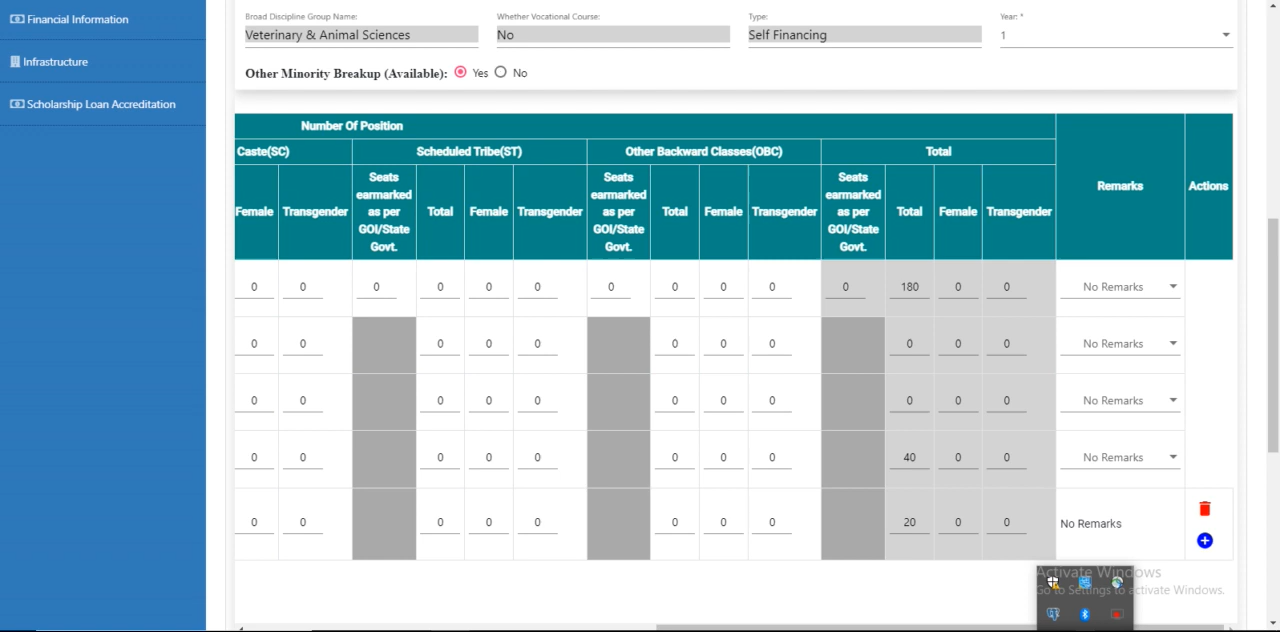 Financial Information
Infrastructure
Scholarship Loan Accreditation
Broad Discipline Group Name: Whether Vocational Course: Type: Year: *
Veterinary & Animal Sciences No Self Financing 1
Other Minority Breakup (Available): Yes No
Number Of Position
Caste(SC) Scheduled Tribe(ST) Other Backward Classes(OBC) Total Remarks Actions
Female Transgender Seats earmarked as per GOI/State Govt. Total Female Transgender Seats earmarked as per GOI/State Govt. Total Female Transgender Seats earmarked as per GOI/State Govt. Total Female Transgender
0 0 0 0 0 0 0 0 0 0 0 180 0 0 No Remarks
0 0 0 0 0 0 0 0 0 0 0 No Remarks
0 0 0 0 0 0 0 0 0 0 0 No Remarks
0 0 0 0 0 0 0 0 40 0 0 No Remarks
0 0 0 0 0 0 0 0 20 0 0 No Remarks
Activate Windows
Go to Settings to activate Windows.